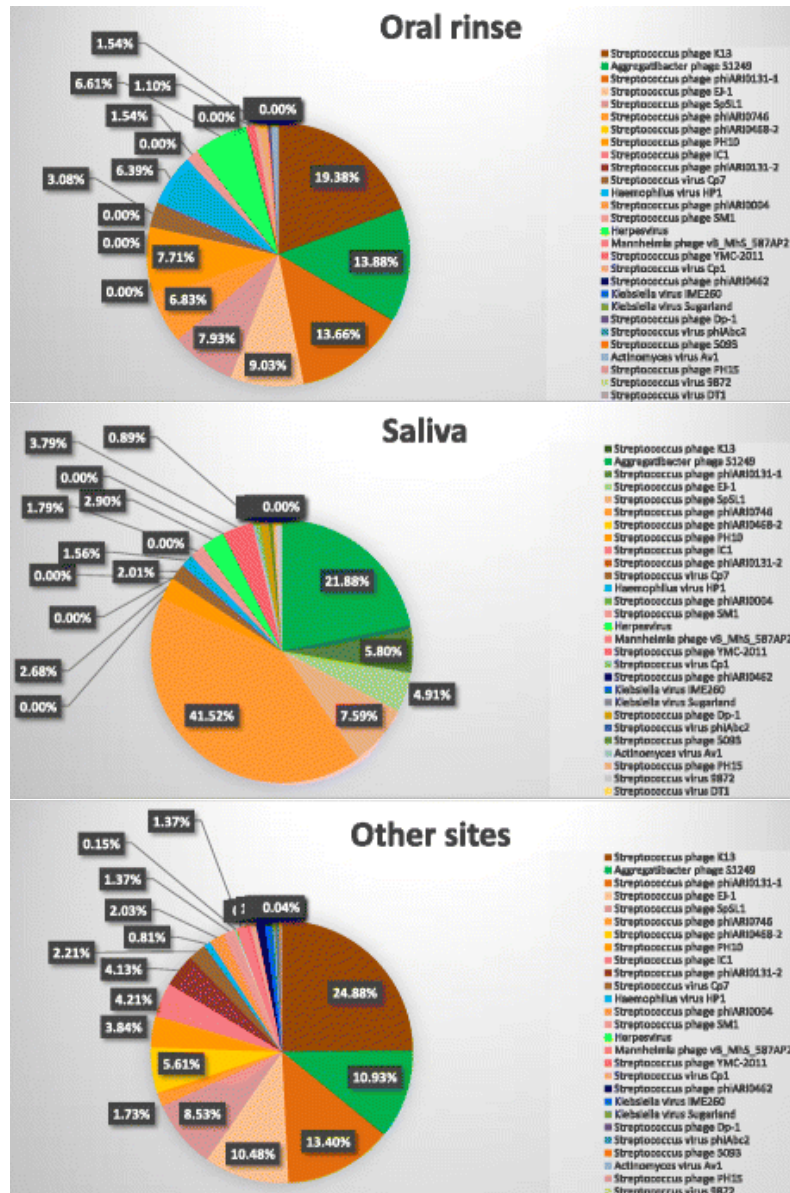 Oral rinse
1.54%
6.61%
1.10%
0.00%
0.00%
1.54%
0.00%
6.39%
3.08%
0.00%
0.00%
0.00%
7.71%
6.83%
7.93%
9.03%
13.66%
13.88%
19.38%
Streptococcus phage K13
Aggregatibacter phage S1249
Streptococcus phage phiARI0131-1
Streptococcus phage EJ-1
Streptococcus phage SpSL1
Streptococcus phage phiARI0746
Streptococcus phage phiARI0468-2
Streptococcus phage PH10
Streptococcus phage IC1
Streptococcus phage phiARI0131-2
Streptococcus virus Cp7
Haemophilus virus HP1
Streptococcus phage phiARI0004
Streptococcus phage SM1
Herpesvirus
Mannheimia phage vB_MhS_587AP2
Streptococcus phage YMC-2011
Streptococcus virus Cp1
Streptococcus phage phiARI0462
Klebsiella virus IME260
Klebsiella virus Sugarland
Streptococcus phage Dp-1
Streptococcus virus phiAbc2
Streptococcus phage 5093
Actinomyces virus Av1
Streptococcus phage PH15
Streptococcus virus 9872
Streptococcus virus DT1
Saliva
3.79%
0.89%
0.00%
0.00%
1.79%
2.90%
0.00%
1.56%
0.00%
2.01%
0.00%
2.68%
0.00%
41.52%
7.59%
4.91%
5.80%
21.88%
Streptococcus phage K13
Aggregatibacter phage S1249
Streptococcus phage phiARI0131-1
Streptococcus phage EJ-1
Streptococcus phage SpSL1
Streptococcus phage phiARI0746
Streptococcus phage phiARI0468-2
Streptococcus phage PH10
Streptococcus phage IC1
Streptococcus phage phiARI0131-2
Streptococcus virus Cp7
Haemophilus virus HP1
Streptococcus phage phiARI0004
Streptococcus phage SM1
Herpesvirus
Mannheimia phage vB_MhS_587AP2
Streptococcus phage YMC-2011
Streptococcus virus Cp1
Streptococcus phage phiARI0462
Klebsiella virus IME260
Klebsiella virus Sugarland
Streptococcus phage Dp-1
Streptococcus virus phiAbc2
Streptococcus phage 5093
Actinomyces virus Av1
Streptococcus phage PH15
Streptococcus virus 9872
Streptococcus virus DT1
Other sites
1.37%
0.15%
1.37%
0.04%
2.03%
0.81%
2.21%
4.13%
4.21%
3.84%
5.61%
1.73%
8.53%
10.48%
13.40%
10.93%
24.88%
Streptococcus phage K13
Aggregatibacter phage S1249
Streptococcus phage phiARI0131-1
Streptococcus phage EJ-1
Streptococcus phage SpSL1
Streptococcus phage phiARI0746
Streptococcus phage phiARI0468-2
Streptococcus phage PH10
Streptococcus phage IC1
Streptococcus phage phiARI0131-2
Streptococcus virus Cp7
Haemophilus virus HP1
Streptococcus phage phiARI0004
Streptococcus phage SM1
Herpesvirus
Mannheimia phage vB_MhS_587AP2
Streptococcus phage YMC-2011
Streptococcus virus Cp1
Streptococcus phage phiARI0462
Klebsiella virus IME260
Klebsiella virus Sugarland
Streptococcus phage Dp-1
Streptococcus virus phiAbc2
Streptococcus phage 5093
Actinomyces virus Av1
Streptococcus phage PH15
Streptococcus virus 9872